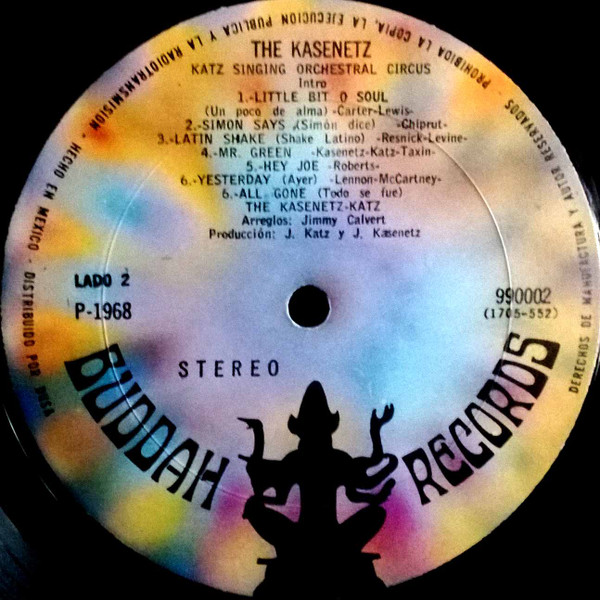 THE KASENETZ
KATZ SINGING ORCHESTRAL CIRCUS
Intro
1.-LITTLE BIT O SOUL
(Un poco de alma) -Carter-Lewis-
2.-SIMON SAYS (Simón dice) -Chiprut-
3.-LATIN SHAKE (Shake Latino) -Resnick-Levine-
4.-MR. GREEN -Kasenetz-Katz-Taxin-
5.-HEY JOE -Roberts-
6.-YESTERDAY (Ayer) -Lennon-McCartney-
6.-ALL GONE (Todo se fue)
THE KASENETZ-KATZ
Arreglos: Jimmy Calvert
Producción: J. Katz y J. Kasenetz
LADO 2
P-1968
990002
(1705-552)
STEREO
BUDDAH RECORDS
DERECHOS DE MANUFACTURA Y AUTOR RESERVADOS - PROHIBIDA LA COPIA, LA EJECUCION PUBLICA Y LA RADIOTRANSMISION - HECHO EN MEXICO - DISTRIBUIDO POR